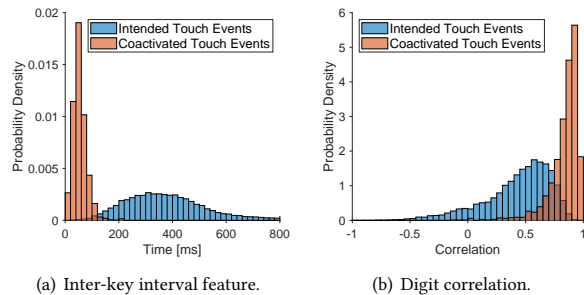 Intended Touch Events
Coactivated Touch Events
0.02
0.015
0.01
0.005
0
Probability Density
0 200 400 600 800
Time [ms]
(a) Inter-key interval feature.
Intended Touch Events
Coactivated Touch Events
6
5
4
3
2
1
0
Probability Density
-1 -0.5 0 0.5 1
Correlation
(b) Digit correlation.